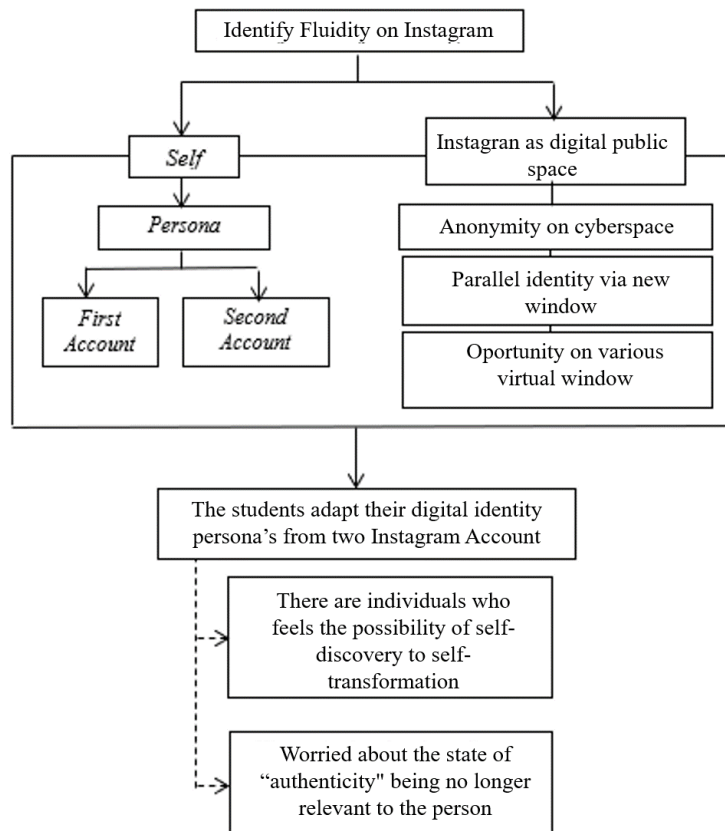 Identify Fluidity on Instagram
Self
Instagran as digital public
space
Persona
Anonymity on cyberspace
First
Account
Second
Account
Parallel identity via new
window
Oportunity on various
virtual window
The students adapt their digital identity
persona’s from two Instagram Account
There are individuals who
feels the possibility of self-
discovery to self-
transformation
Worried about the state of
“authenticity" being no longer
relevant to the person